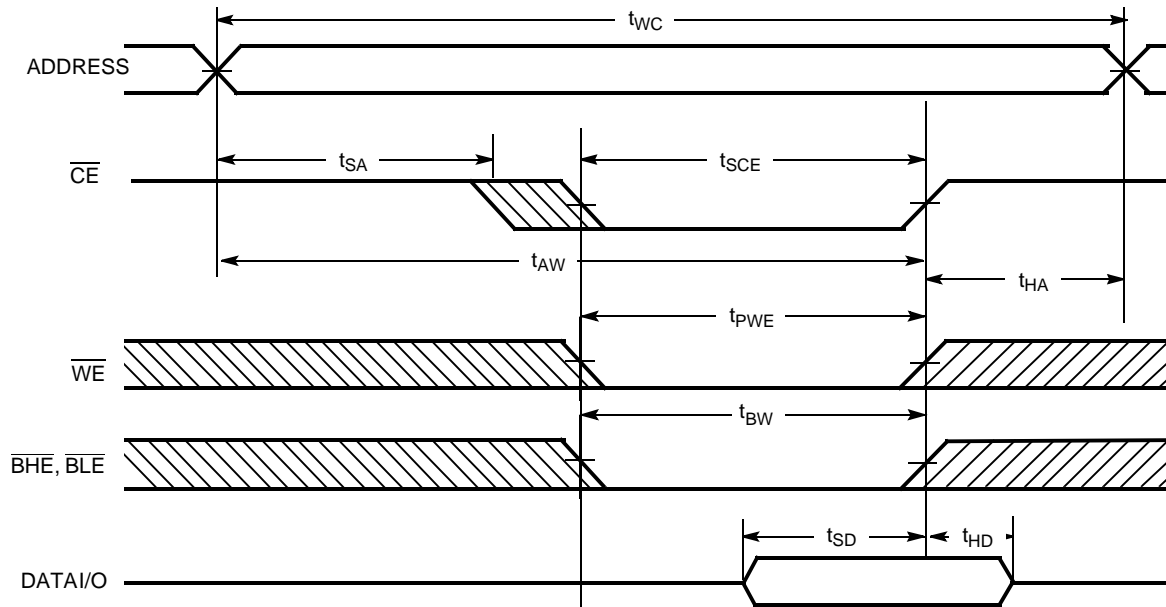 tWC
ADDRESS
tSA
tSCE
CE
tAW
tHA
tPWE
WE
tBW
BHE, BLE
tSD
tHD
DATAI/O